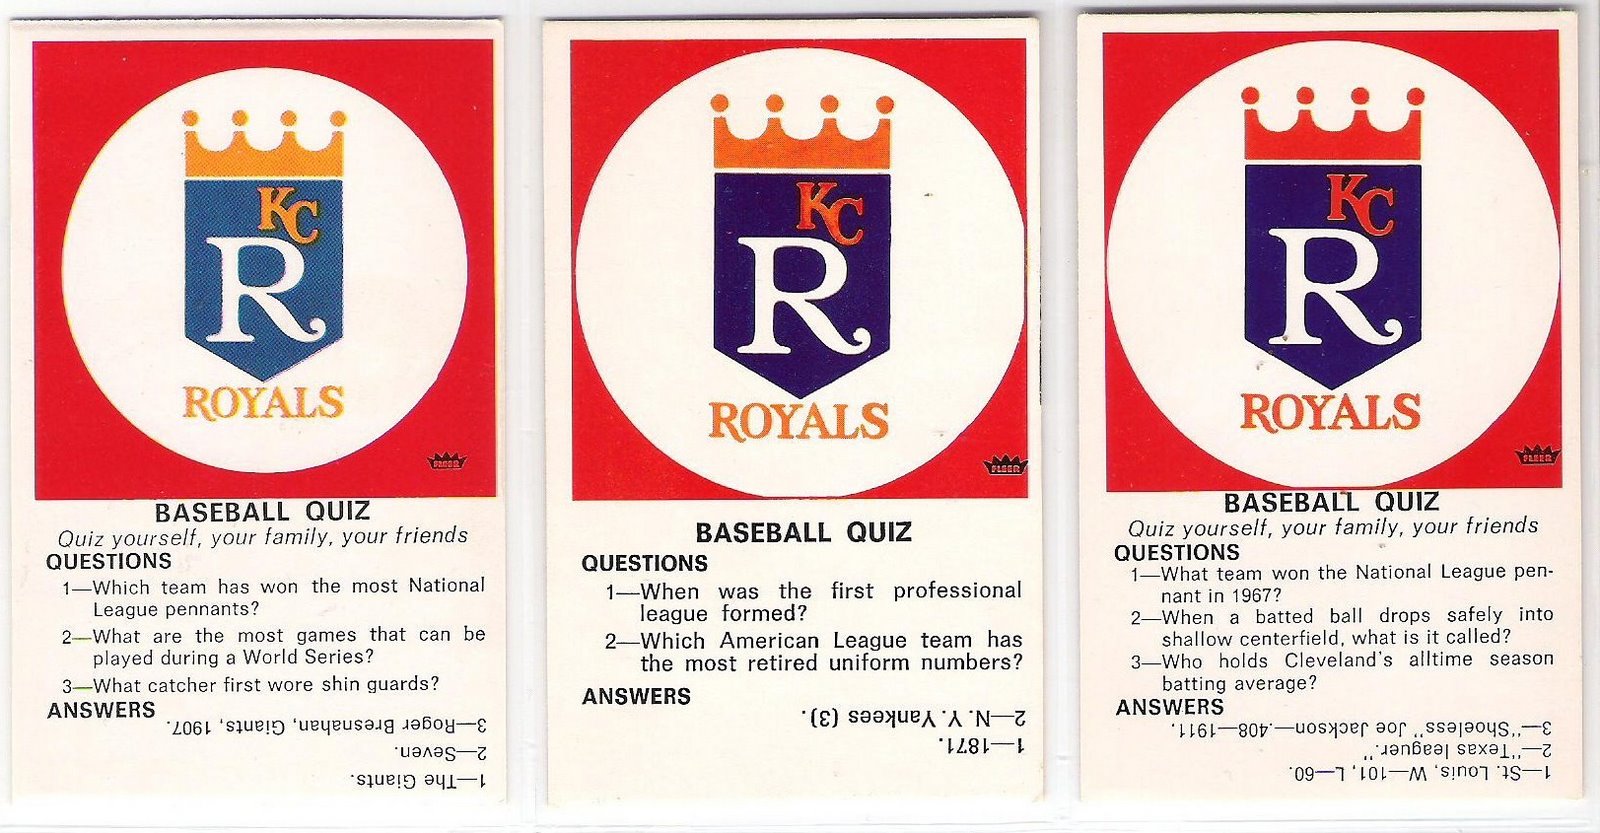 KC
R
ROYALS
FLEER
BASEBALL QUIZ
Quiz yourself, your family, your friends
QUESTIONS
1—Which team has won the most National
League pennants?
2—What are the most games that can be
played during a World Series?
3—What catcher first wore shin guards?
ANSWERS
1—The Giants.
2—Seven.
3—Roger Bresnahan, Giants, 1907.
KC
R
ROYALS
FLEER
BASEBALL QUIZ
QUESTIONS
1—When was the first professional
league formed?
2—Which American League team has
the most retired uniform numbers?
ANSWERS
1—1871.
2—N. Y. Yankees (3).
KC
R
ROYALS
FLEER
BASEBALL QUIZ
Quiz yourself, your family, your friends
QUESTIONS
1—What team won the National League pen-
nant in 1967?
2—When a batted ball drops safely into
shallow centerfield, what is it called?
3—Who holds Cleveland's alltime season
batting average?
ANSWERS
1—St. Louis, W—101, L—60.
2—"Texas leaguer."
3—"Shoeless" Joe Jackson—.408—1911.